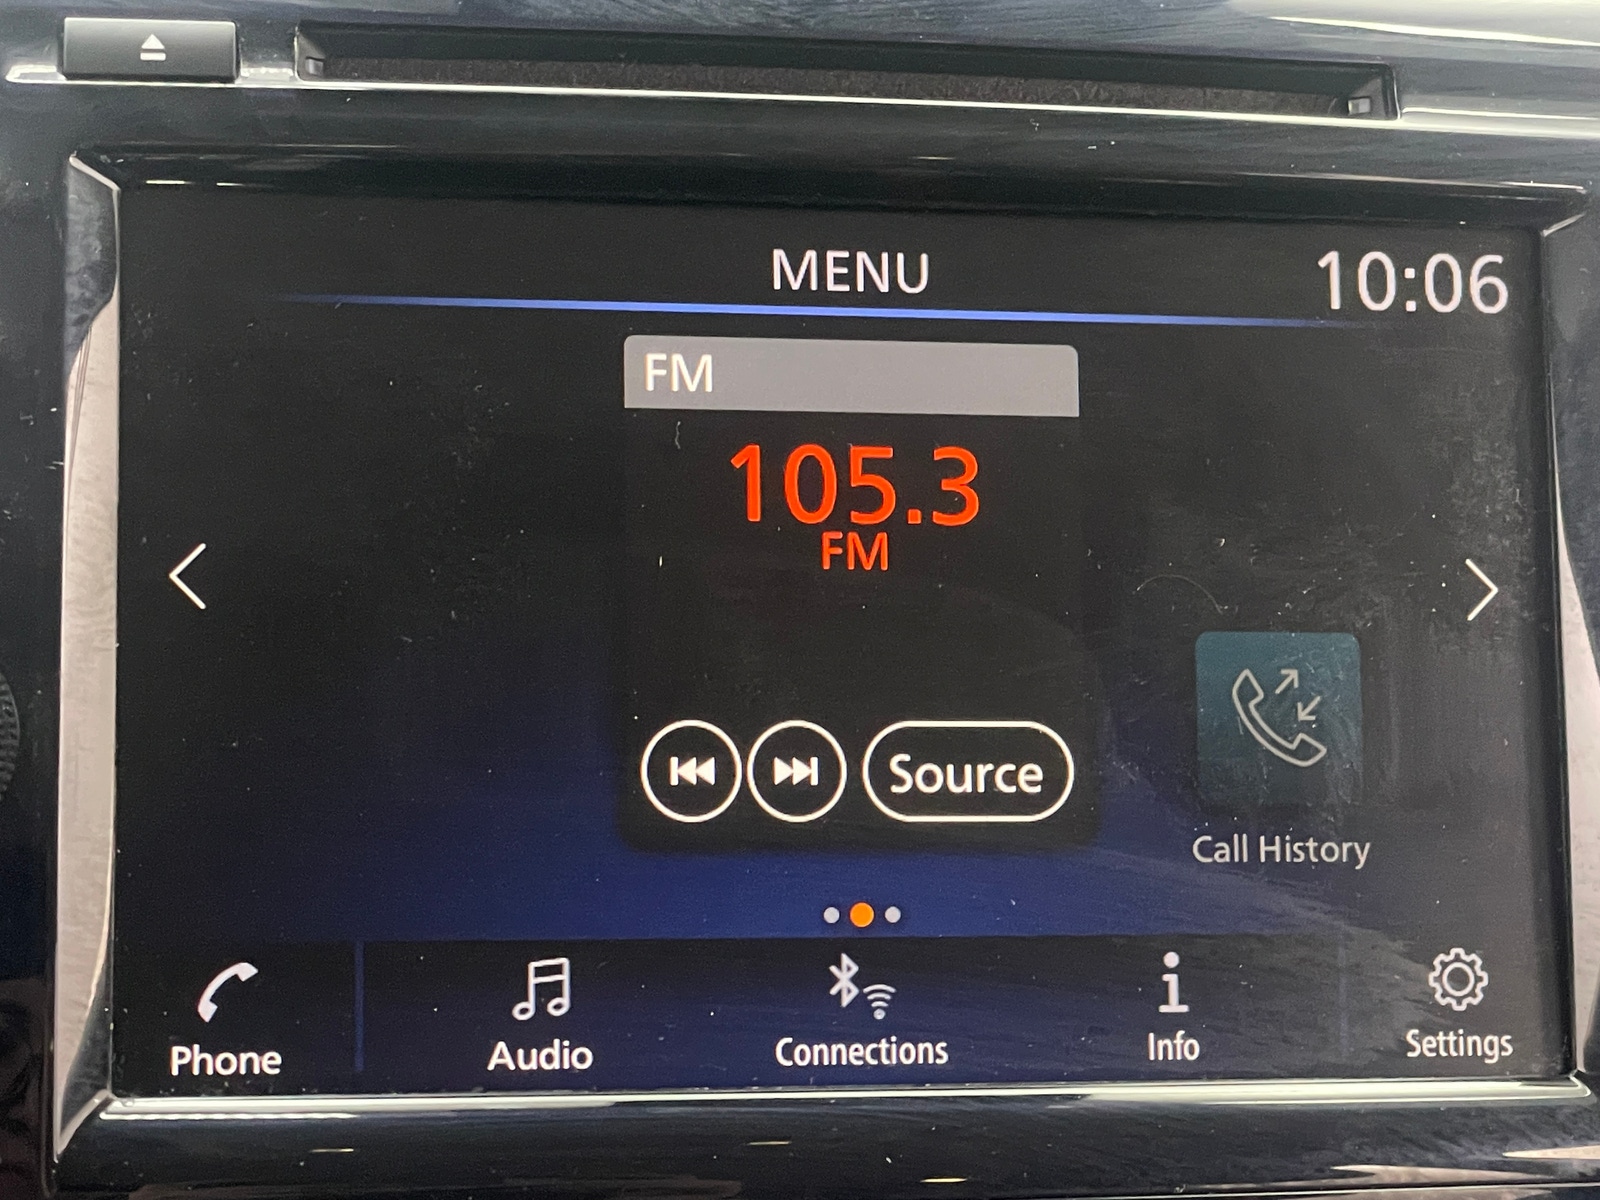 MENU
10:06
FM
105.3
FM
Source
Call History
Phone
Audio
Connections
Info
Settings